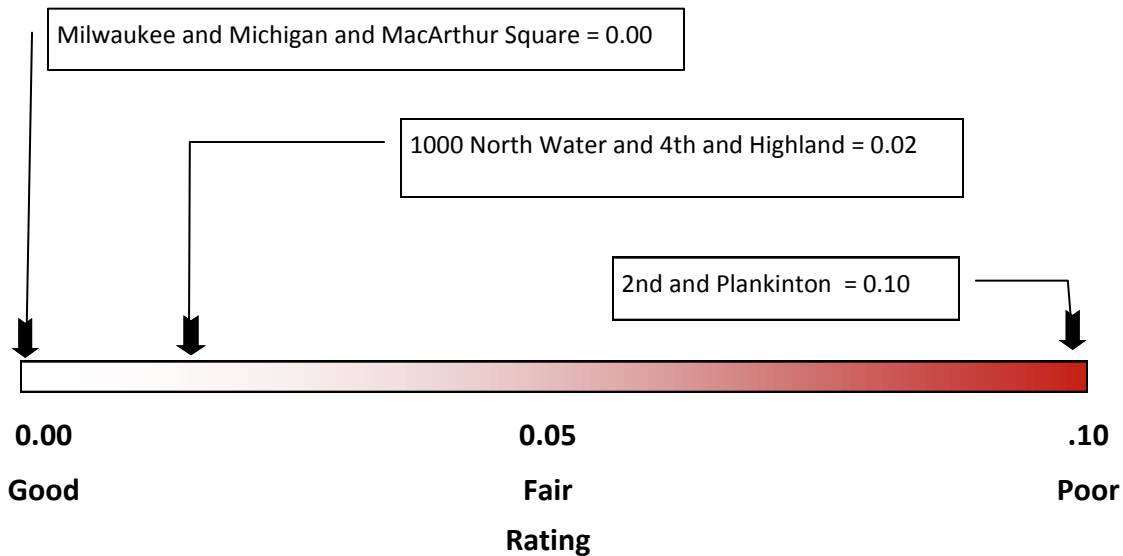 Milwaukee and Michigan and MacArthur Square = 0.00
1000 North Water and 4th and Highland = 0.02
2nd and Plankinton  = 0.10
0.00 0.05 .10
Good Fair Poor
Rating